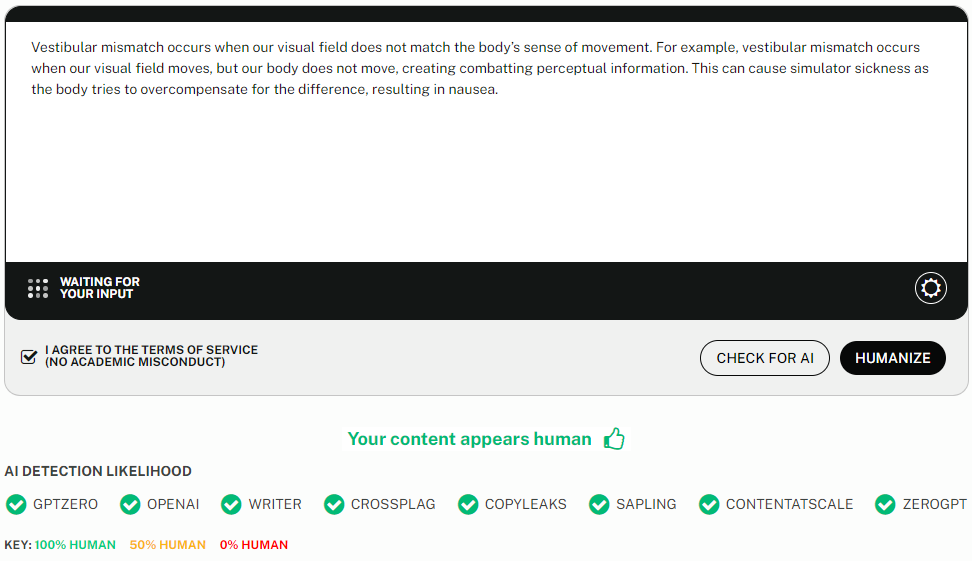 Vestibular mismatch occurs when our visual field does not match the body's sense of movement. For example, vestibular mismatch occurs
when our visual field moves, but our body does not move, creating combatting perceptual information. This can cause simulator sickness as
the body tries to overcompensate for the difference, resulting in nausea.
WAITING FOR
YOUR INPUT
I AGREE TO THE TERMS OF SERVICE
(NO ACADEMIC MISCONDUCT)
CHECK FOR AI HUMANIZE
Your content appears human
AI DETECTION LIKELIHOOD
GPTZERO OPENAI WRITER CROSSPLAG COPYLEAKS SAPLING CONTENTATSCALE ZEROGPT
KEY: 100% HUMAN 50% HUMAN 0% HUMAN